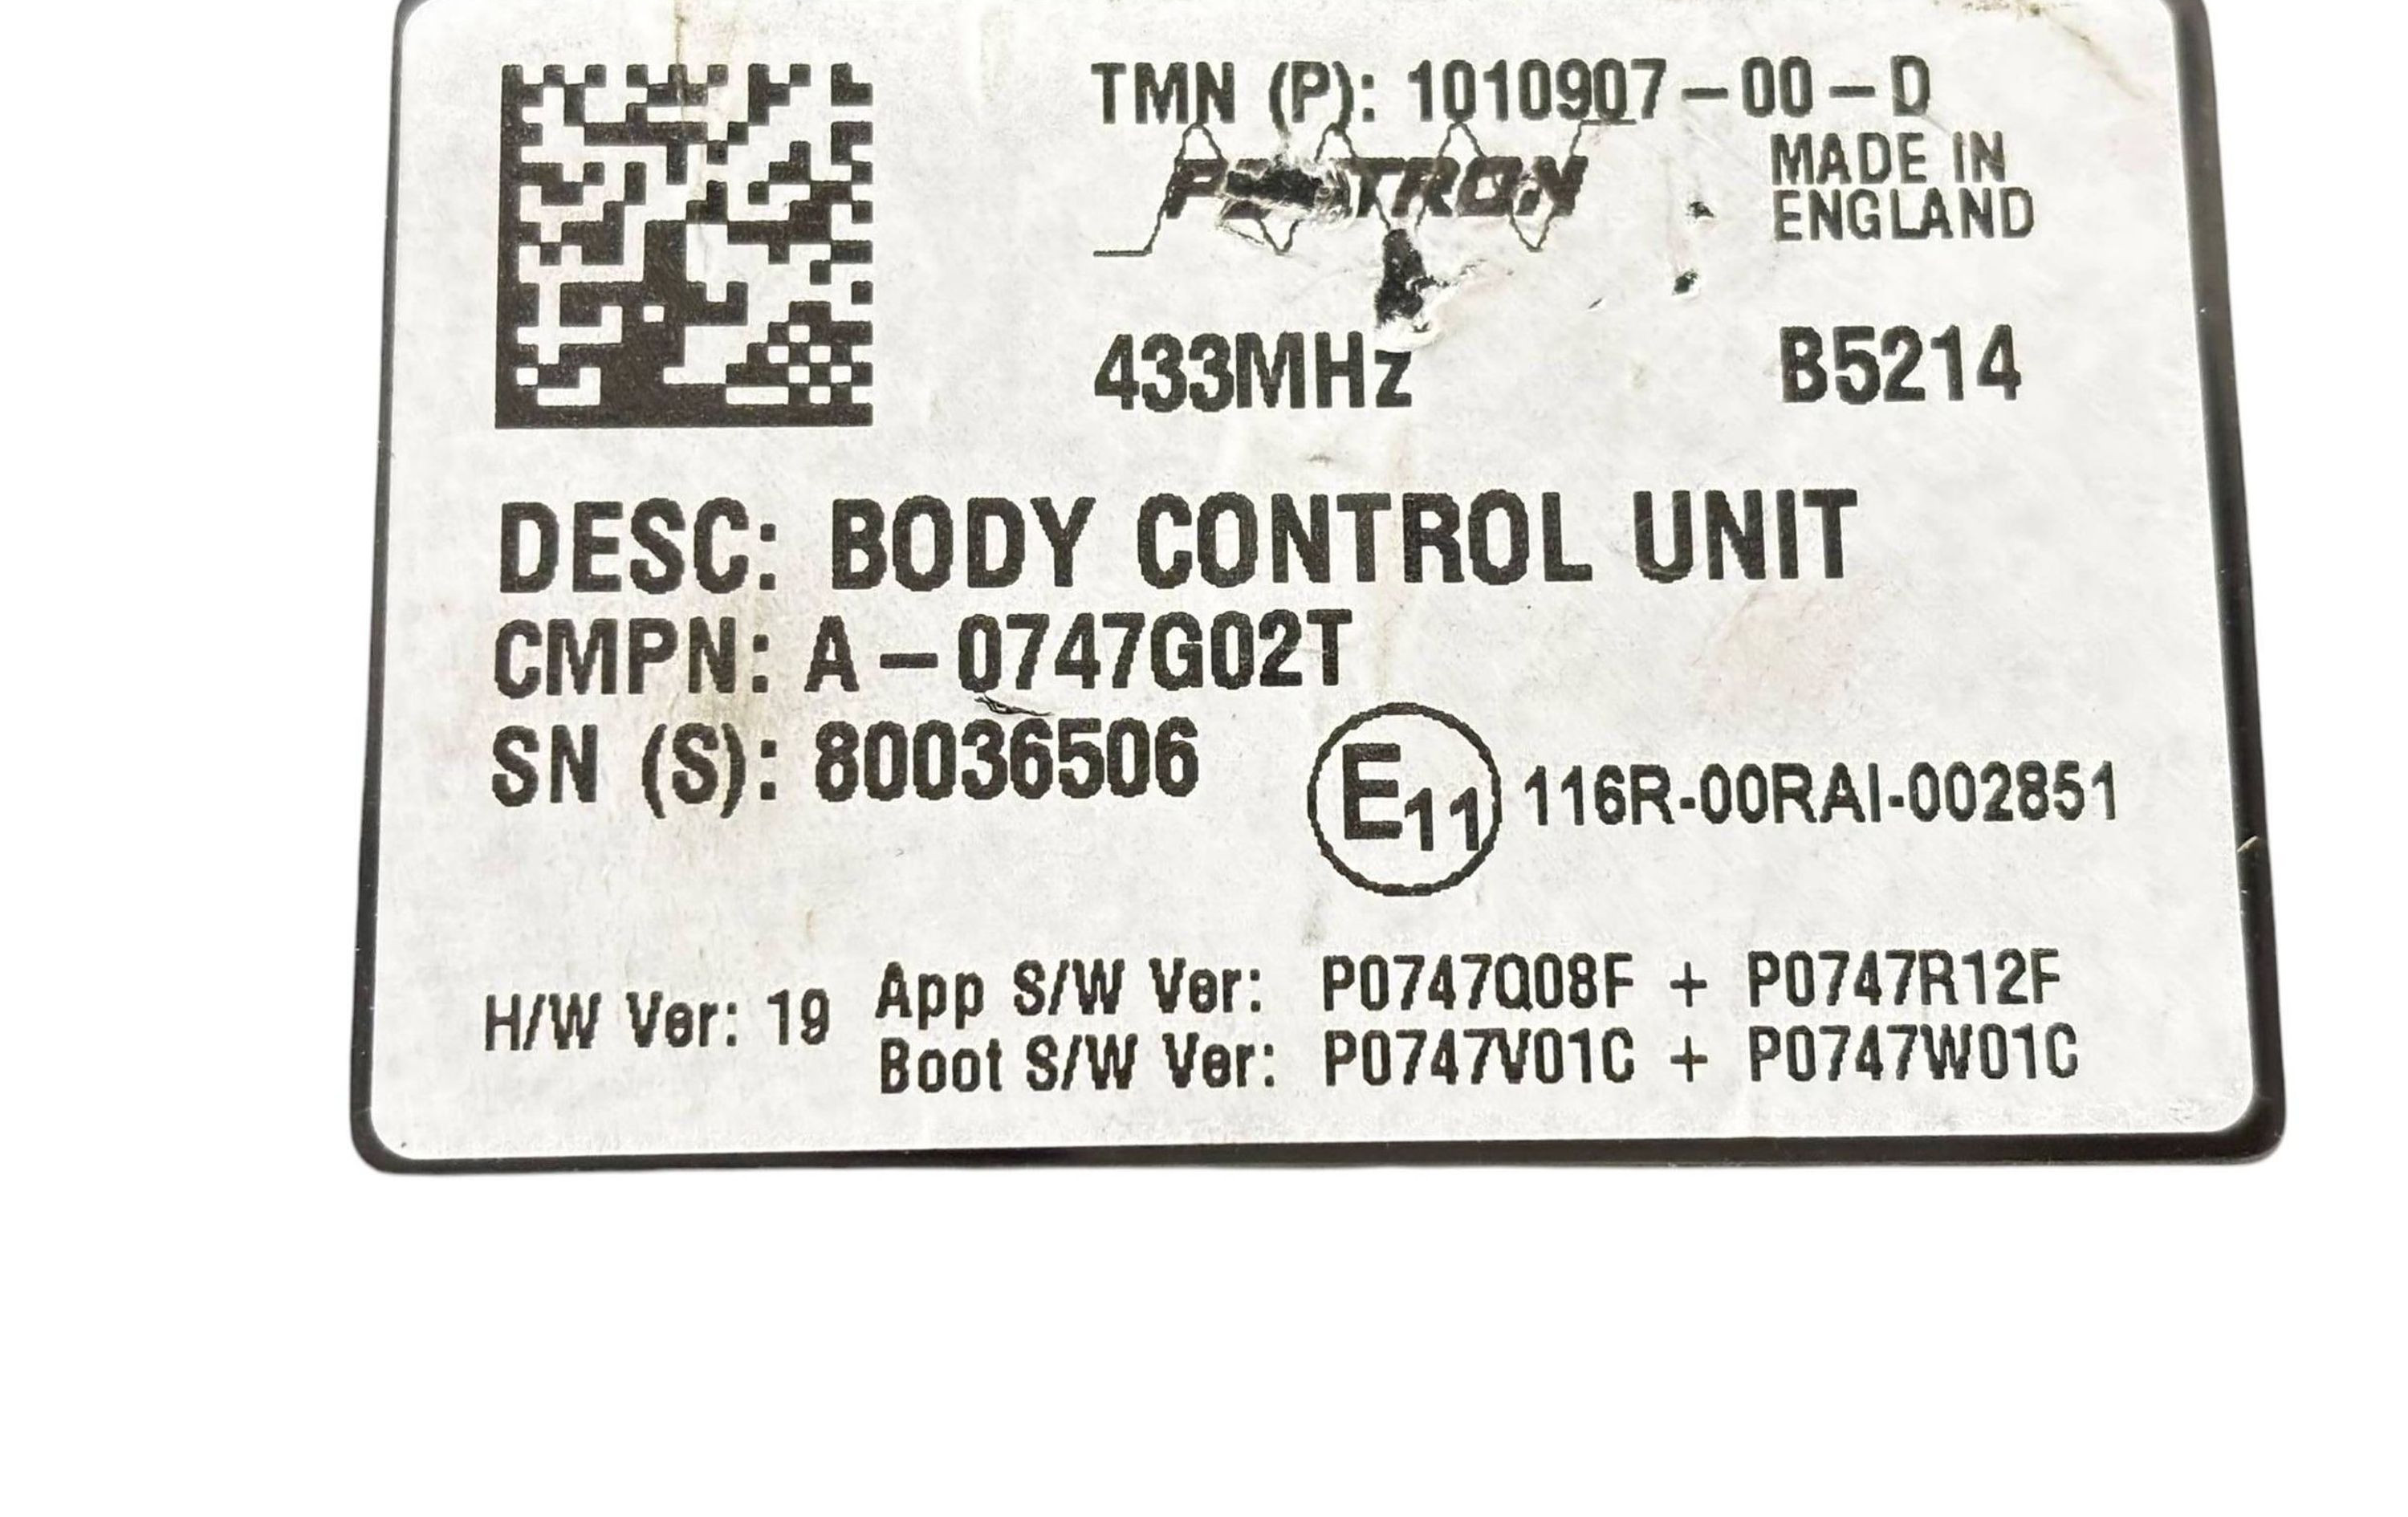 TMN (P): 1010907-00-D
MADE IN
ENGLAND
433MHz
B5214
DESC: BODY CONTROL UNIT
CMPN: A-0747G02T
SN (S): 80036506
E11 116R-00RAI-002851
H/W Ver: 19
App S/W Ver: P0747Q08F + P0747R12F
Boot S/W Ver: P0747V01C + P0747W01C